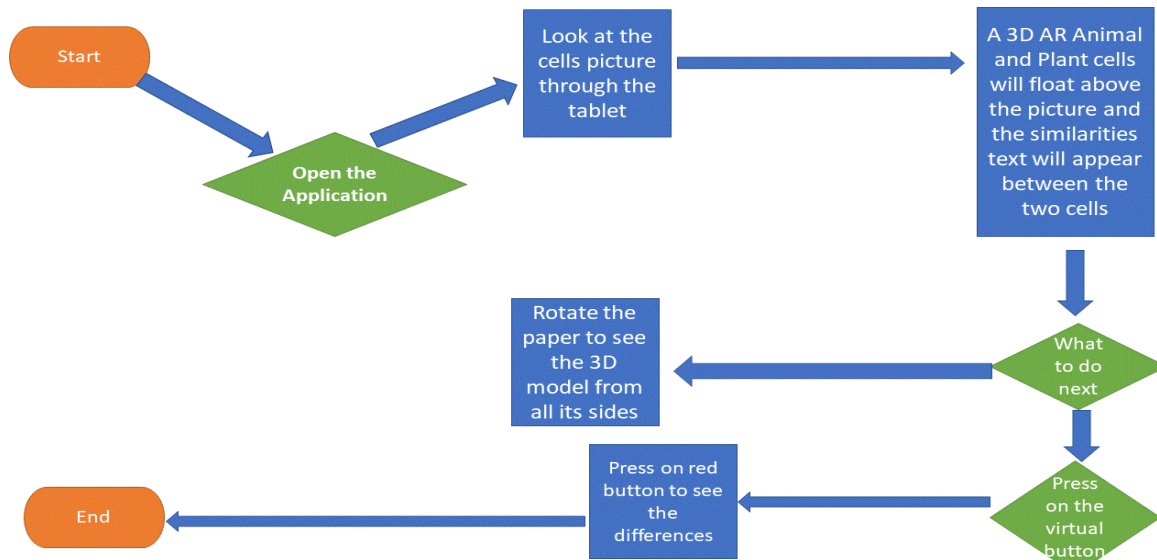 Start
Open the
Application
Look at the
cells picture
through the
tablet
A 3D AR Animal
and Plant cells
will float above
the picture and
the similarities
text will appear
between the
two cells
What
to do
next
Rotate the
paper to see
the 3D
model from
all its sides
Press
on the
virtual
button
Press on red
button to see
the
differences
End